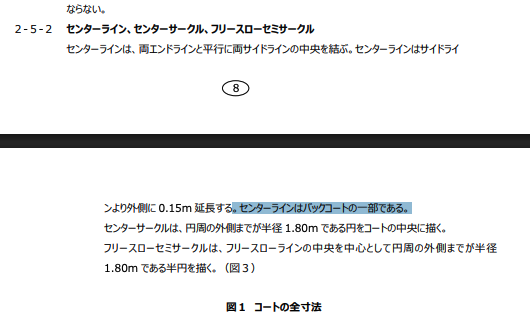 ならない。
2-5-2 センターライン、センターサークル、フリースローセミサークル
センターラインは、両エンドラインと平行に両サイドラインの中央を結ぶ。センターラインはサイドライ
8
ンより外側に 0.15m 延長する。センターラインはバックコートの一部である。
センターサークルは、円周の外側までが半径 1.80m である円をコートの中央に描く。
フリースローセミサークルは、フリースローラインの中央を中心として円周の外側までが半径
1.80m である半円を描く。（図３）
図１ コートの全寸法